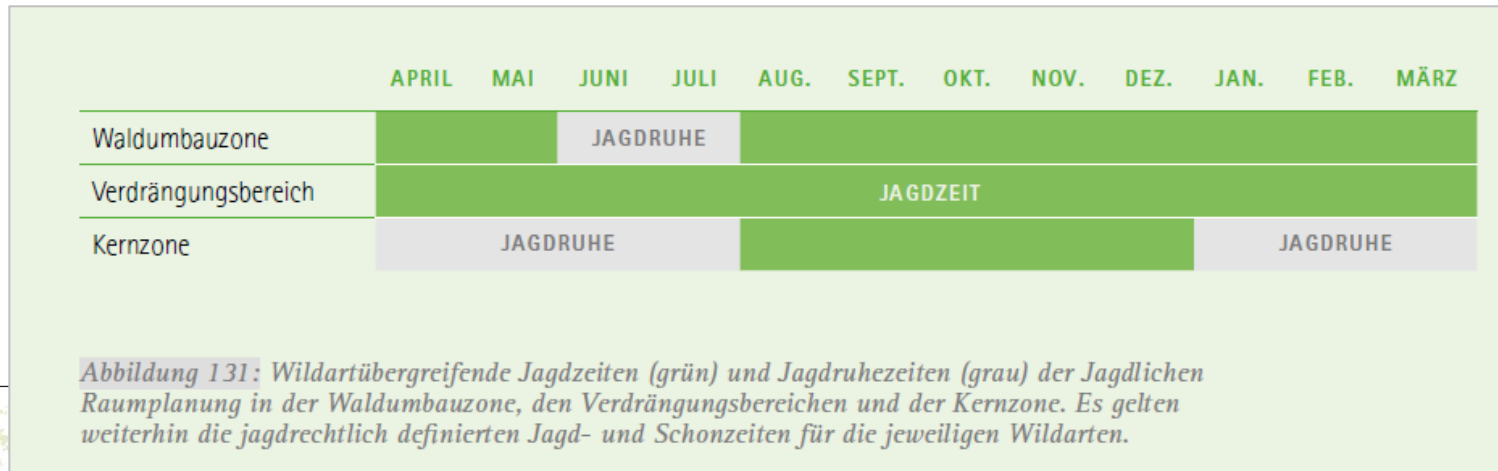 APRIL MAI JUNI JULI AUG. SEPT. OKT. NOV. DEZ. JAN. FEB. MÄRZ
Waldumbauzone JAGDRUHE
Verdrängungsbereich JAGDZEIT
Kernzone JAGDRUHE JAGDRUHE
Abbildung 131: Wildartübergreifende Jagdzeiten (grün) und Jagdruhezeiten (grau) der Jagdlichen
Raumplanung in der Waldumbauzone, den Verdrängungsbereichen und der Kernzone. Es gelten
weiterhin die jagdrechtlich definierten Jagd- und Schonzeiten für die jeweiligen Wildarten.